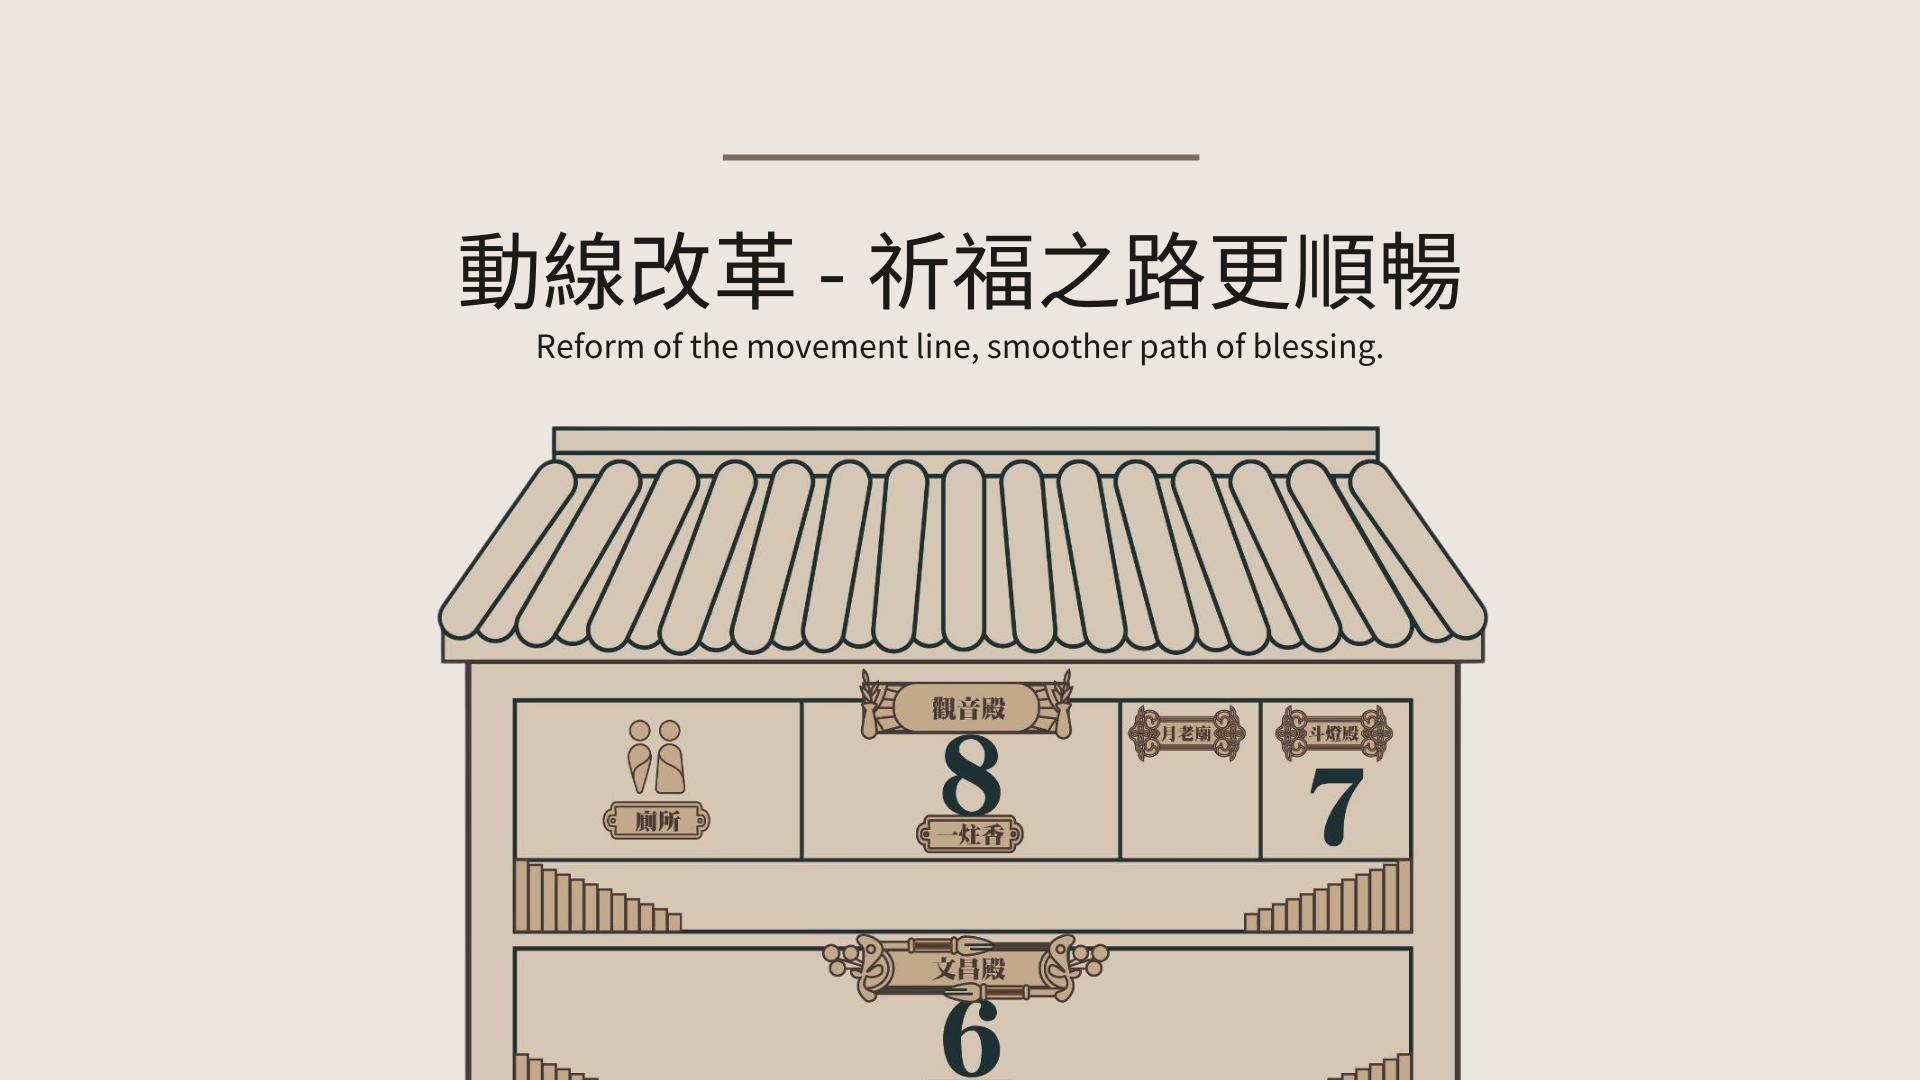 動線改革 - 祈福之路更順暢
Reform of the movement line, smoother path of blessing.
觀音殿
月老廟
斗燈殿
8
7
廁所
一炷香
文昌殿
6